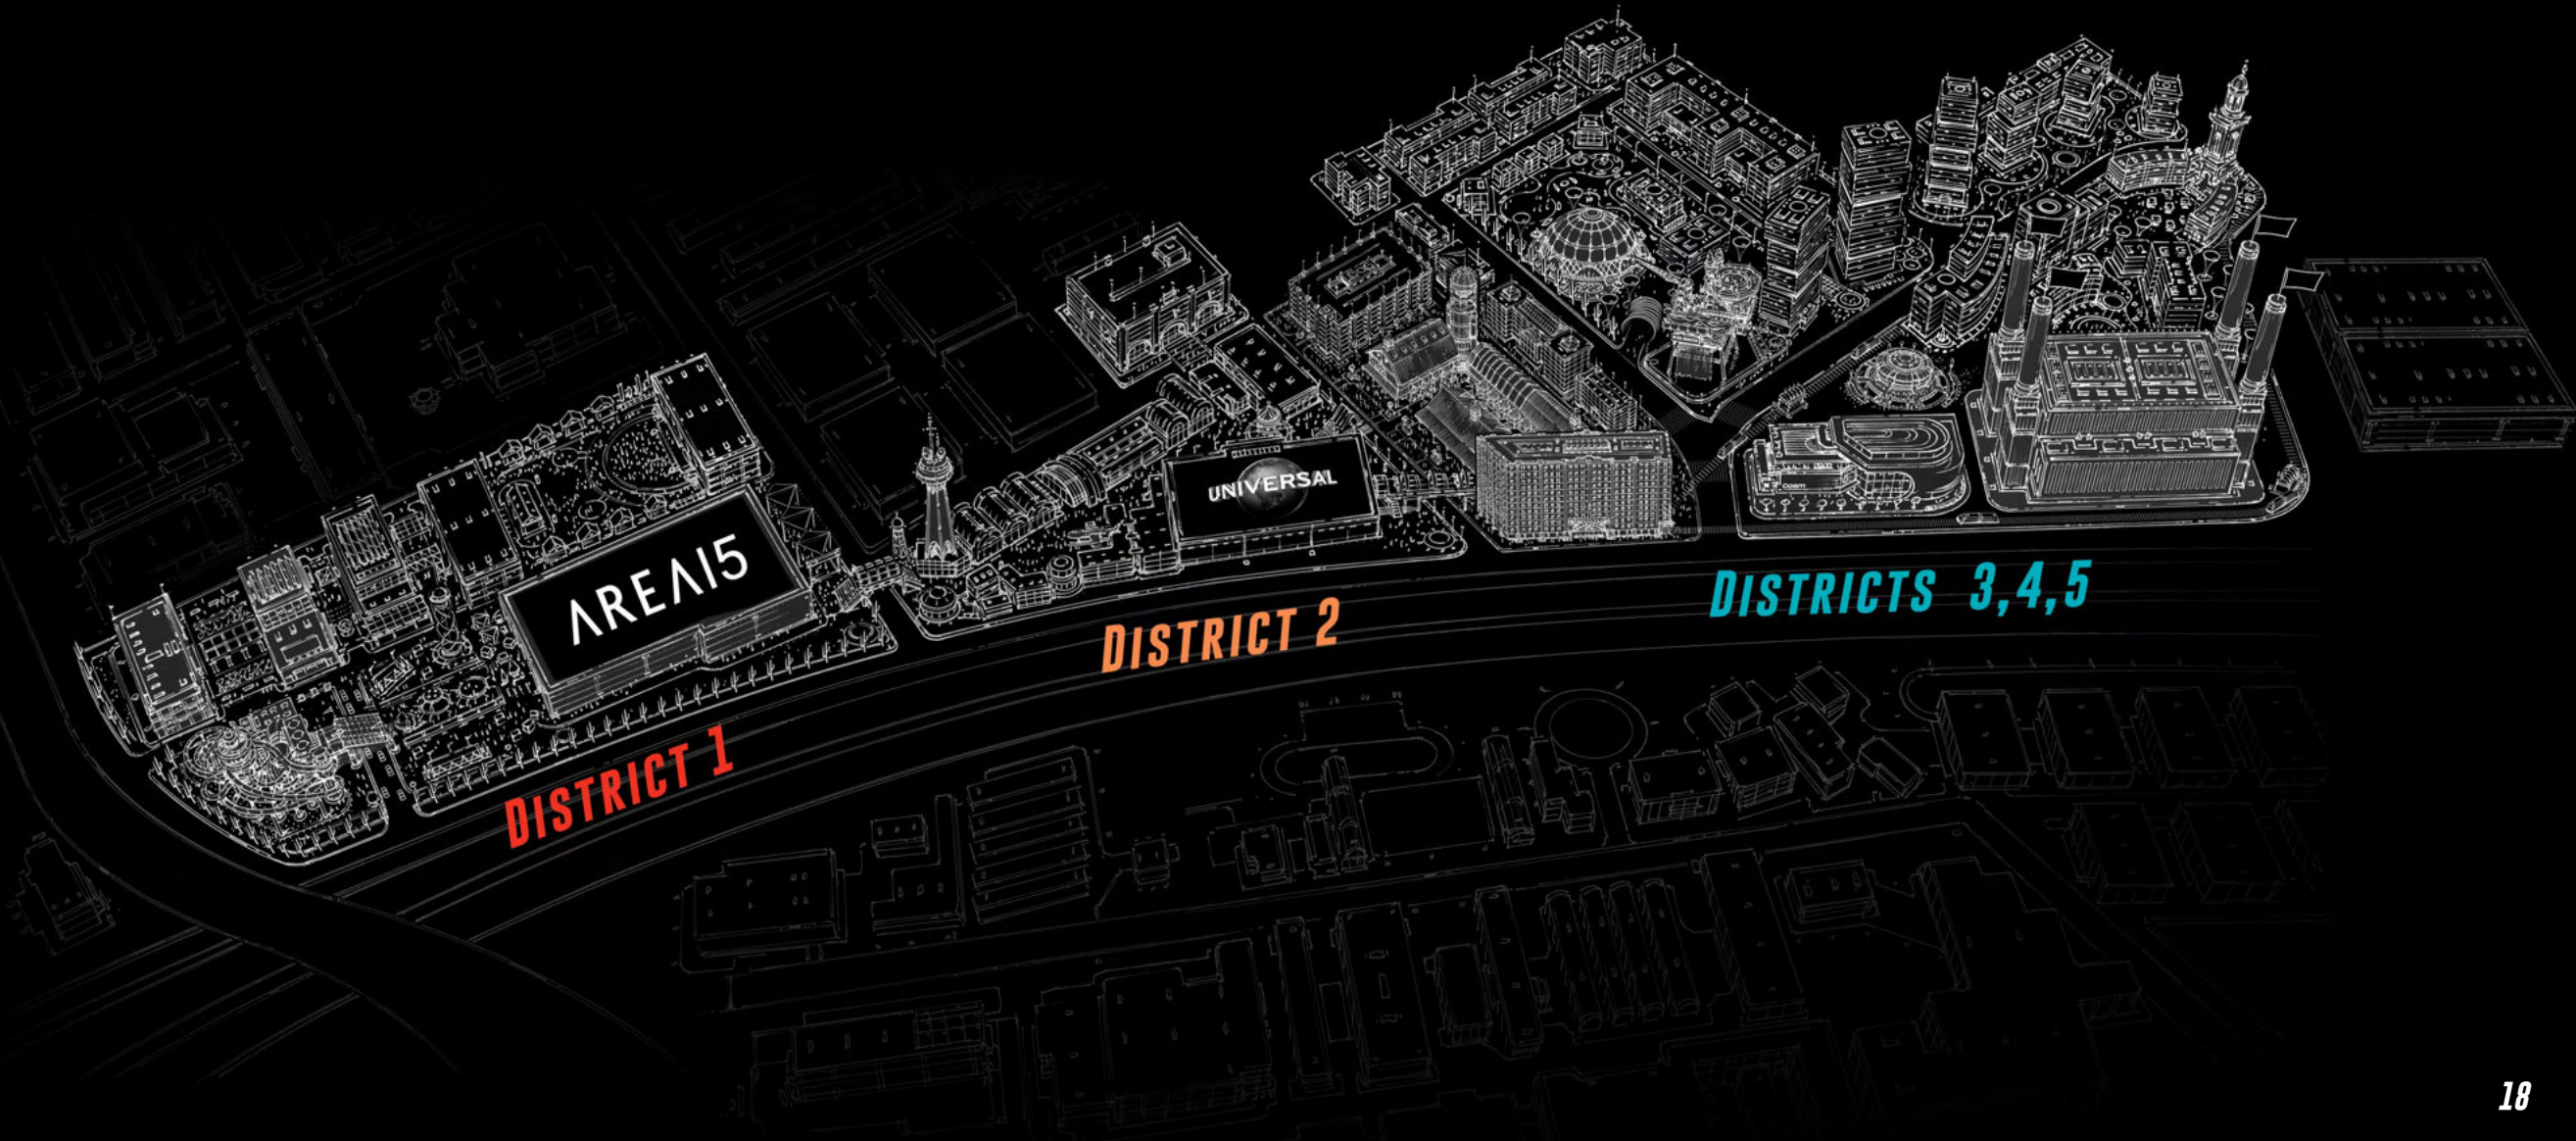 AREA15
UNIVERSAL
DISTRICT 1
DISTRICT 2
DISTRICTS 3,4,5
18